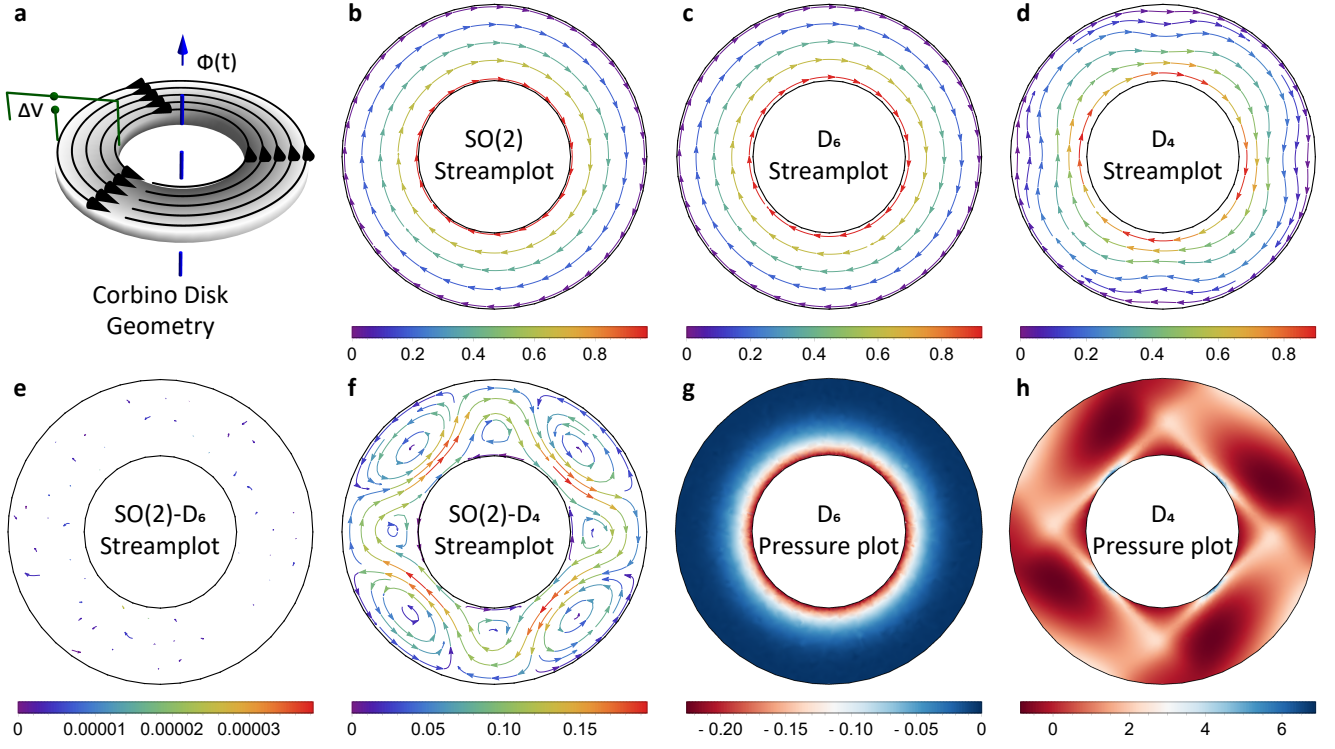 a
Φ(t)
ΔV
Corbino Disk
Geometry
b
SO(2)
Streamplot
0 0.2 0.4 0.6 0.8
c
D₆
Streamplot
0 0.2 0.4 0.6 0.8
d
D₄
Streamplot
0 0.2 0.4 0.6 0.8
e
SO(2)-D₆
Streamplot
0 0.00001 0.00002 0.00003
f
SO(2)-D₄
Streamplot
0 0.05 0.10 0.15
g
D₆
Pressure plot
- 0.20 - 0.15 - 0.10 - 0.05 0
h
D₄
Pressure plot
0 2 4 6